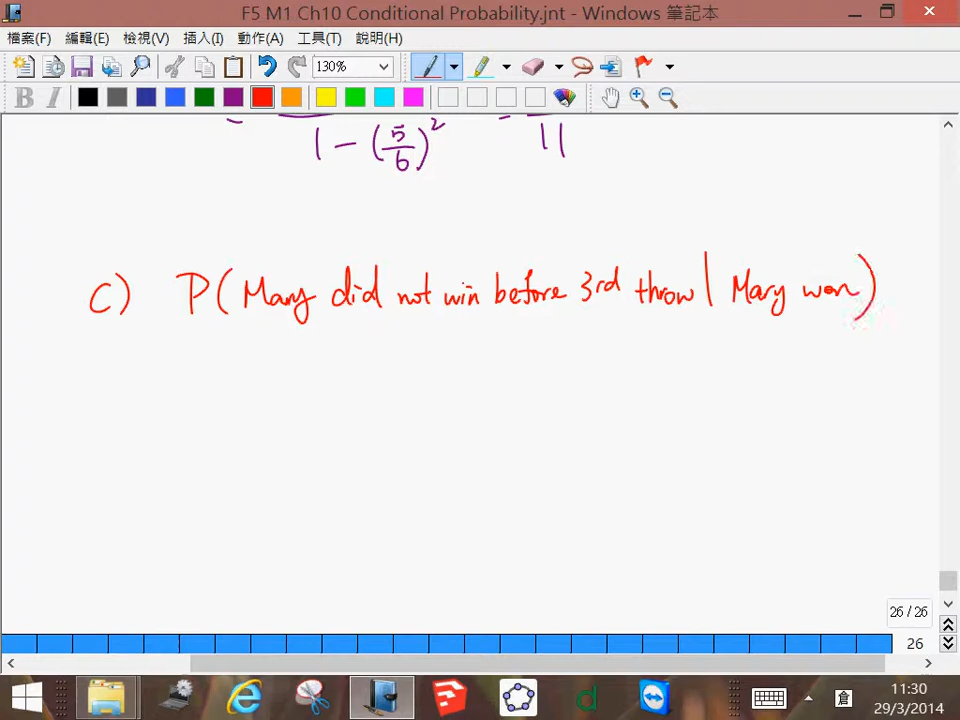 F5 M1 Ch10 Conditional Probability.jnt - Windows 筆記本
檔案(F) 編輯(E) 檢視(V) 插入(I) 動作(A) 工具(T) 說明(H)
130%
B I
= 1 - (5/6)^2 = 11
c) P(Mary did not win before 3rd throw | Mary won)
26 / 26
26
d
倉
11:30
29/3/2014